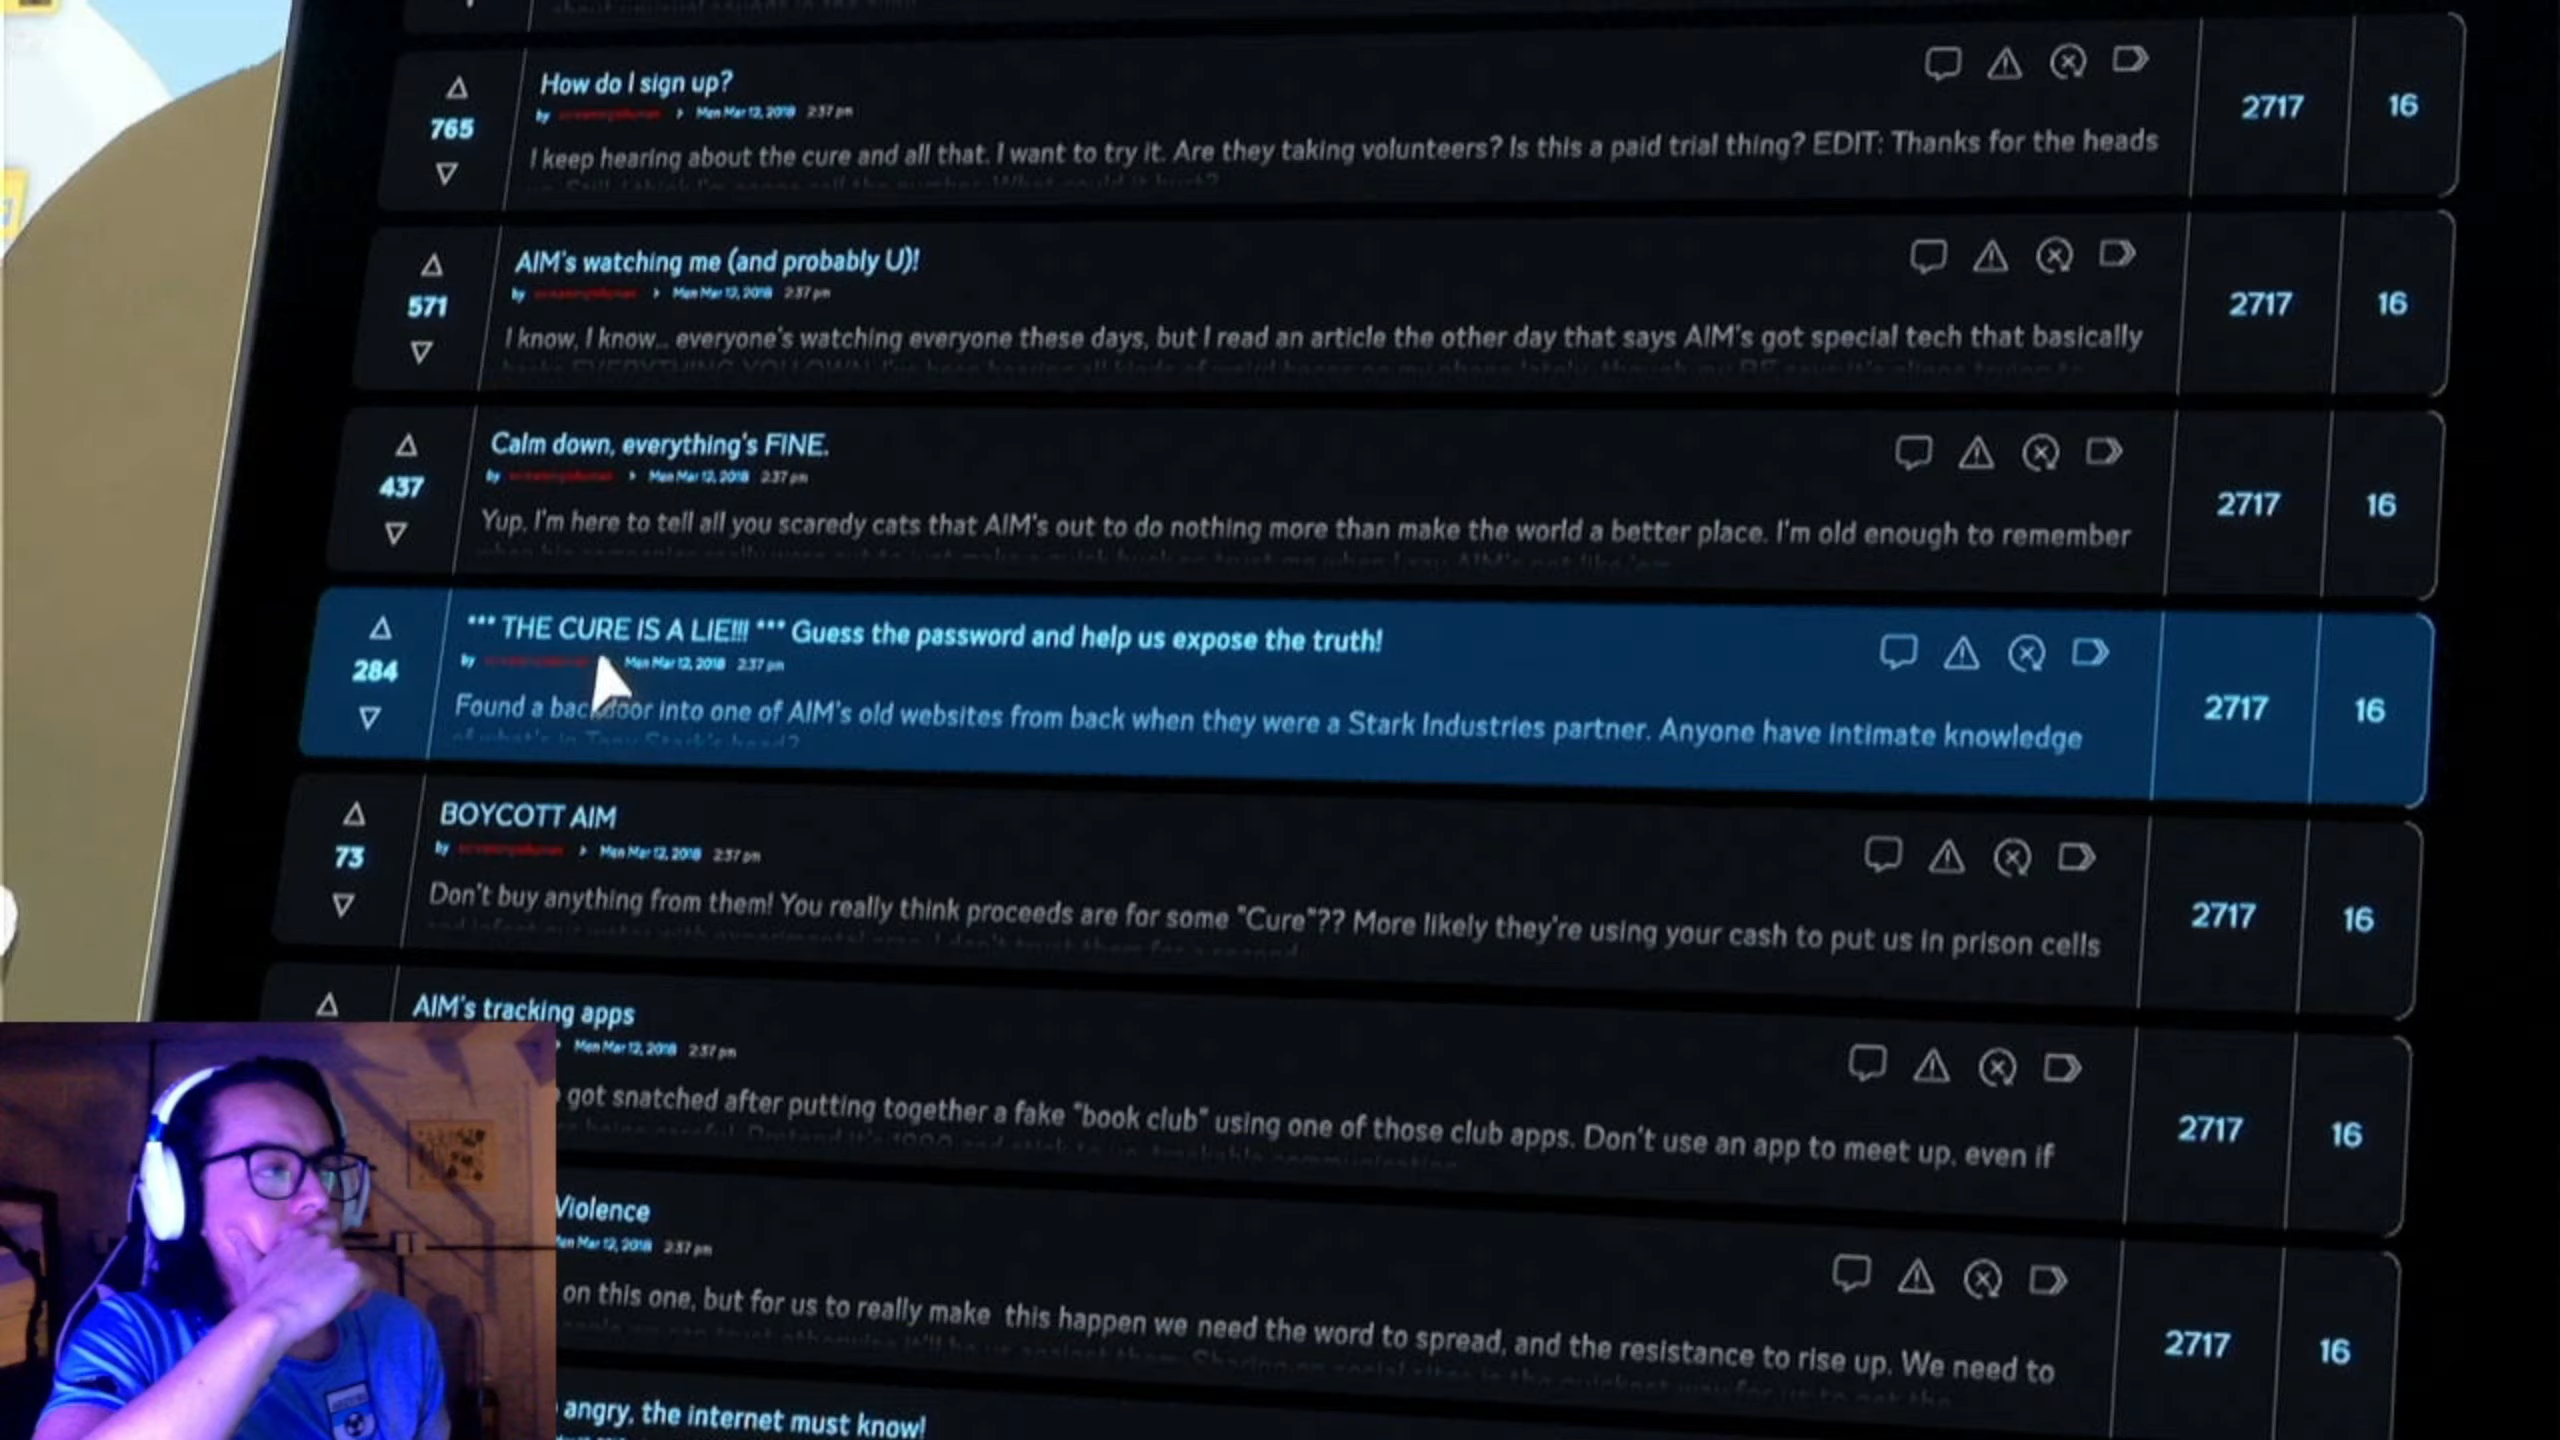 How do I sign up?
765
by Mon Mar 12, 2018 2:37 pm
I keep hearing about the cure and all that. I want to try it. Are they taking volunteers? Is this a paid trial thing? EDIT: Thanks for the heads
2717 16
AIM's watching me (and probably U)!
571
by Mon Mar 12, 2018 2:37 pm
I know, I know... everyone's watching everyone these days, but I read an article the other day that says AIM's got special tech that basically
2717 16
Calm down, everything's FINE.
437
by Mon Mar 12, 2018 2:37 pm
Yup. I'm here to tell all you scaredy cats that AIM's out to do nothing more than make the world a better place. I'm old enough to remember
2717 16
*** THE CURE IS A LIE!!! *** Guess the password and help us expose the truth!
284
by Mon Mar 12, 2018 2:37 pm
Found a backdoor into one of AIM's old websites from back when they were a Stark Industries partner. Anyone have intimate knowledge
of what's in Tony Stark's head?
2717 16
BOYCOTT AIM
73
by Mon Mar 12, 2018 2:37 pm
Don't buy anything from them! You really think proceeds are for some "Cure"?? More likely they're using your cash to put us in prison cells
2717 16
AIM's tracking apps
Mon Mar 12, 2018 2:37 pm
got snatched after putting together a fake "book club" using one of those club apps. Don't use an app to meet up, even if
2717 16
Violence
Mon Mar 12, 2018 2:37 pm
on this one, but for us to really make this happen we need the word to spread, and the resistance to rise up. We need to
2717 16
angry, the internet must know!